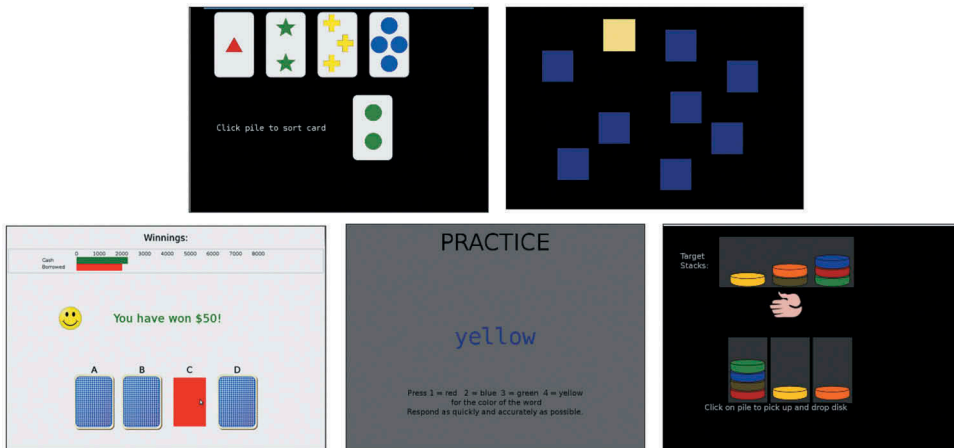 Click pile to sort card
Winnings:
0 1000 2000 3000 4000 5000 6000 7000 8000
Cash
Borrowed
You have won $50!
A B C D
PRACTICE
yellow
Press 1 = red 2 = blue 3 = green 4 = yellow
for the color of the word
Respond as quickly and accurately as possible.
Target
Stacks:
Click on pile to pick up and drop disk